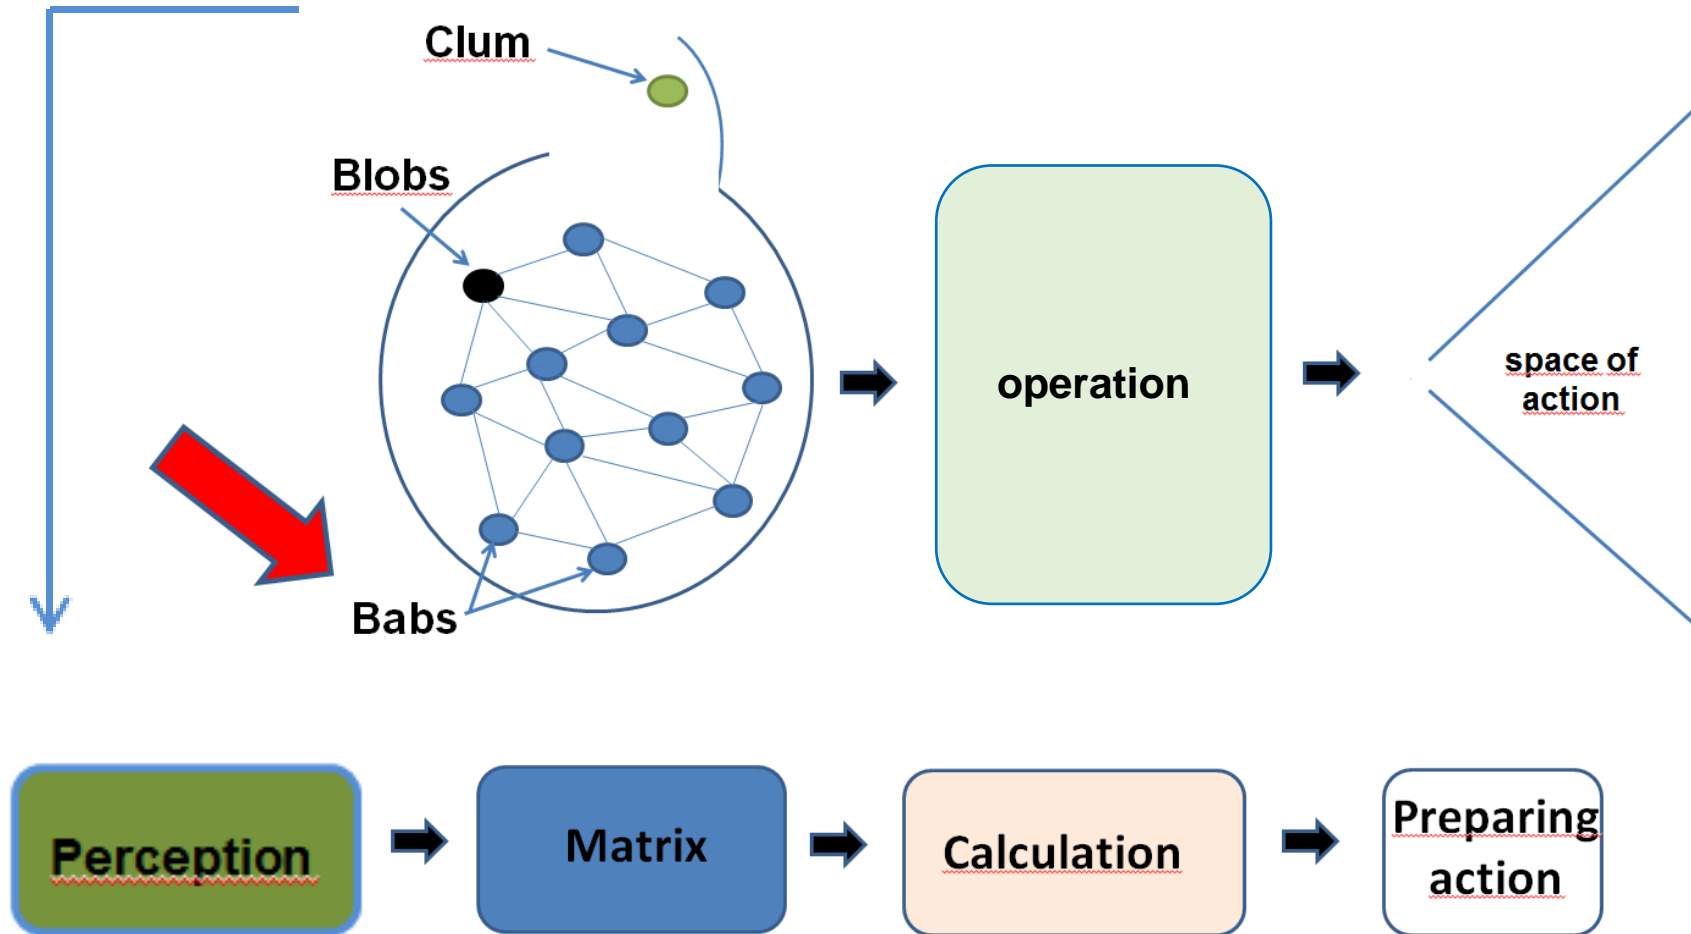 Clum
Blobs
operation
space of
action
Babs
Perception
Matrix
Calculation
Preparing
action